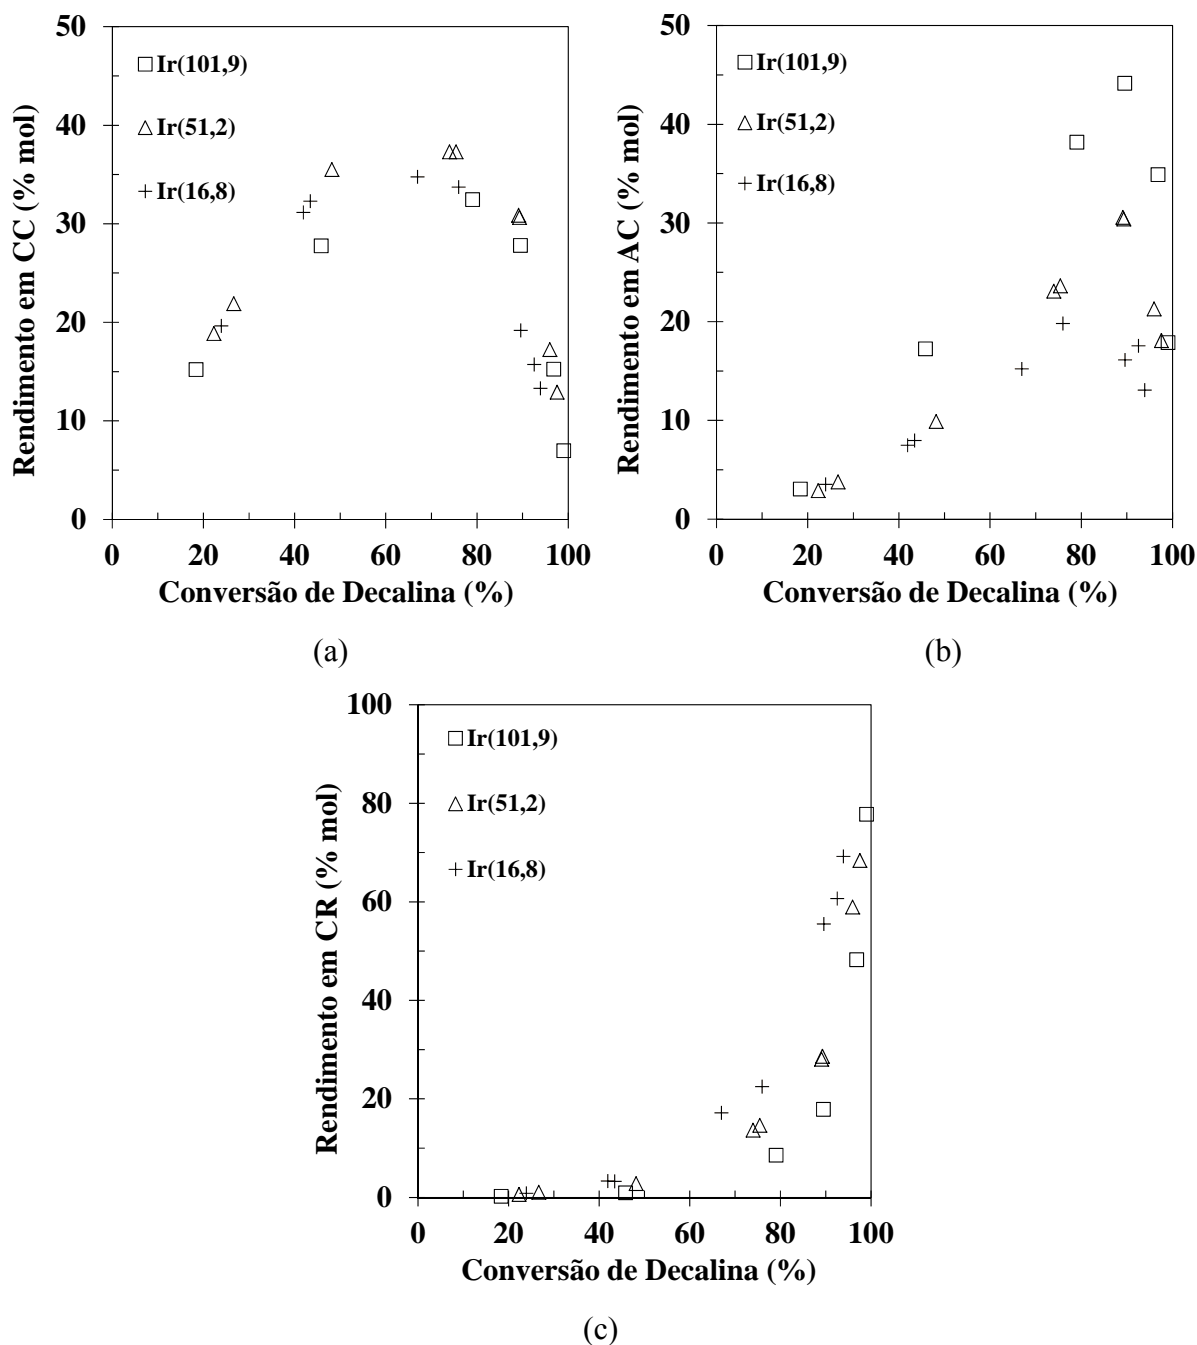 50
40
30
20
10
0
Rendimento em CC (% mol)
Ir(101,9)
Ir(51,2)
Ir(16,8)
0 20 40 60 80 100
Conversão de Decalina (%)
(a)
50
40
30
20
10
0
Rendimento em AC (% mol)
Ir(101,9)
Ir(51,2)
Ir(16,8)
0 20 40 60 80 100
Conversão de Decalina (%)
(b)
100
80
60
40
20
0
Rendimento em CR (% mol)
Ir(101,9)
Ir(51,2)
Ir(16,8)
0 20 40 60 80 100
Conversão de Decalina (%)
(c)